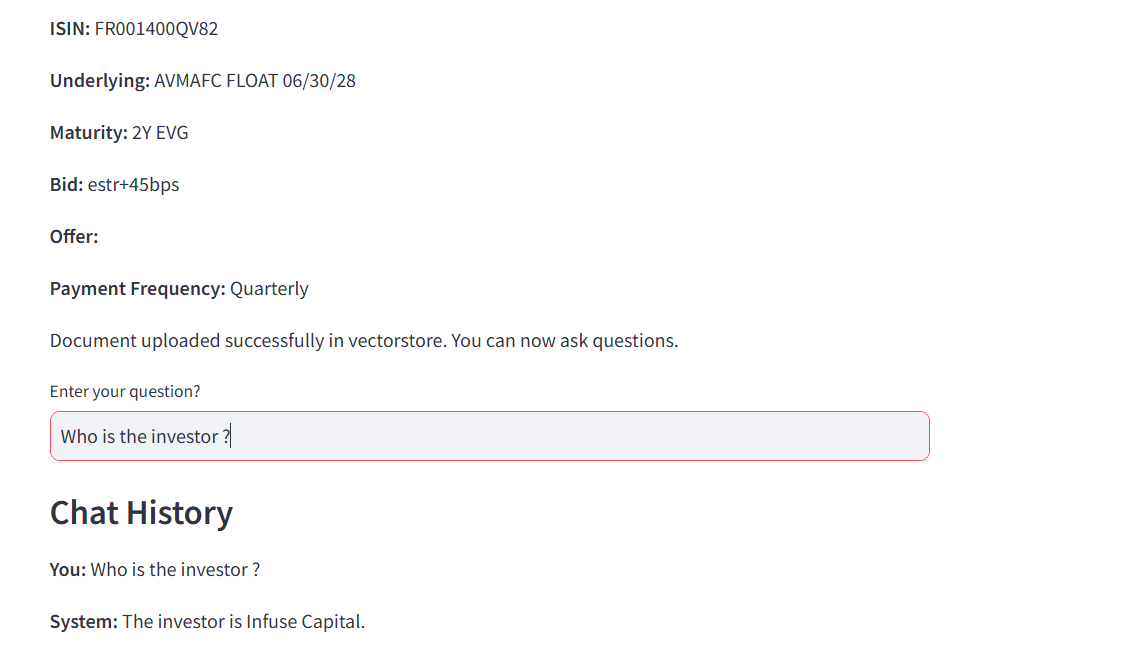 ISIN: FR001400QV82
Underlying: AVMAFC FLOAT 06/30/28
Maturity: 2Y EVG
Bid: estr+45bps
Offer:
Payment Frequency: Quarterly
Document uploaded successfully in vectorstore. You can now ask questions.
Enter your question?
Who is the investor ?
Chat History
You: Who is the investor ?
System: The investor is Infuse Capital.